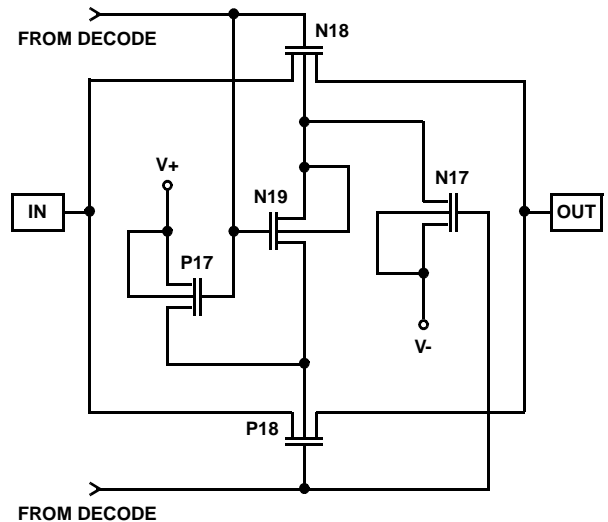 FROM DECODE
N18
V+
N19
N17
IN
OUT
P17
V-
P18
FROM DECODE